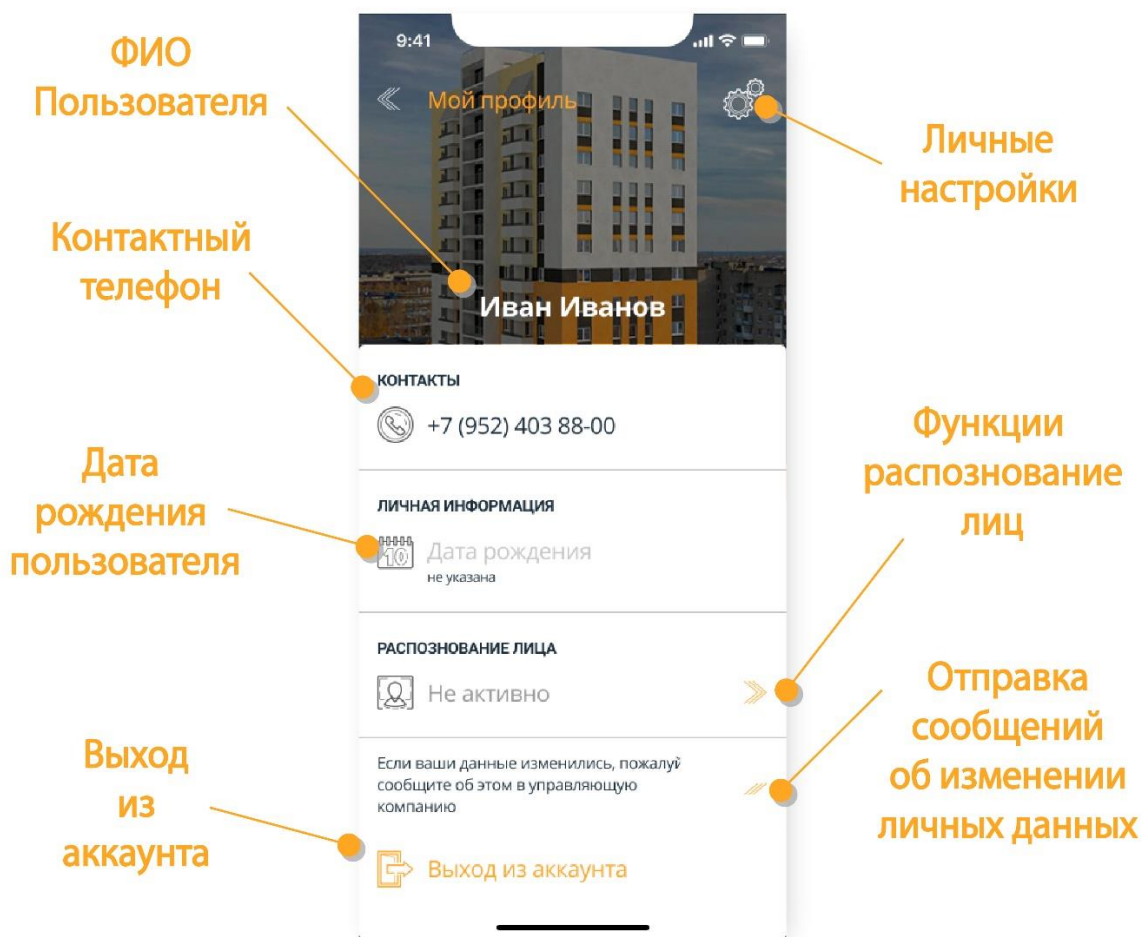 ФИО
Пользователя
Контактный
телефон
Дата
рождения
пользователя
Выход
из
аккаунта
9:41
Мой профиль
Иван Иванов
КОНТАКТЫ
+7 (952) 403 88-00
ЛИЧНАЯ ИНФОРМАЦИЯ
10
Дата рождения
не указана
РАСПОЗНОВАНИЕ ЛИЦА
Не активно
Если ваши данные изменились, пожалуй
сообщите об этом в управляющую
компанию
Выход из аккаунта
Личные
настройки
Функции
распознование
лиц
Отправка
сообщений
об изменении
личных данных